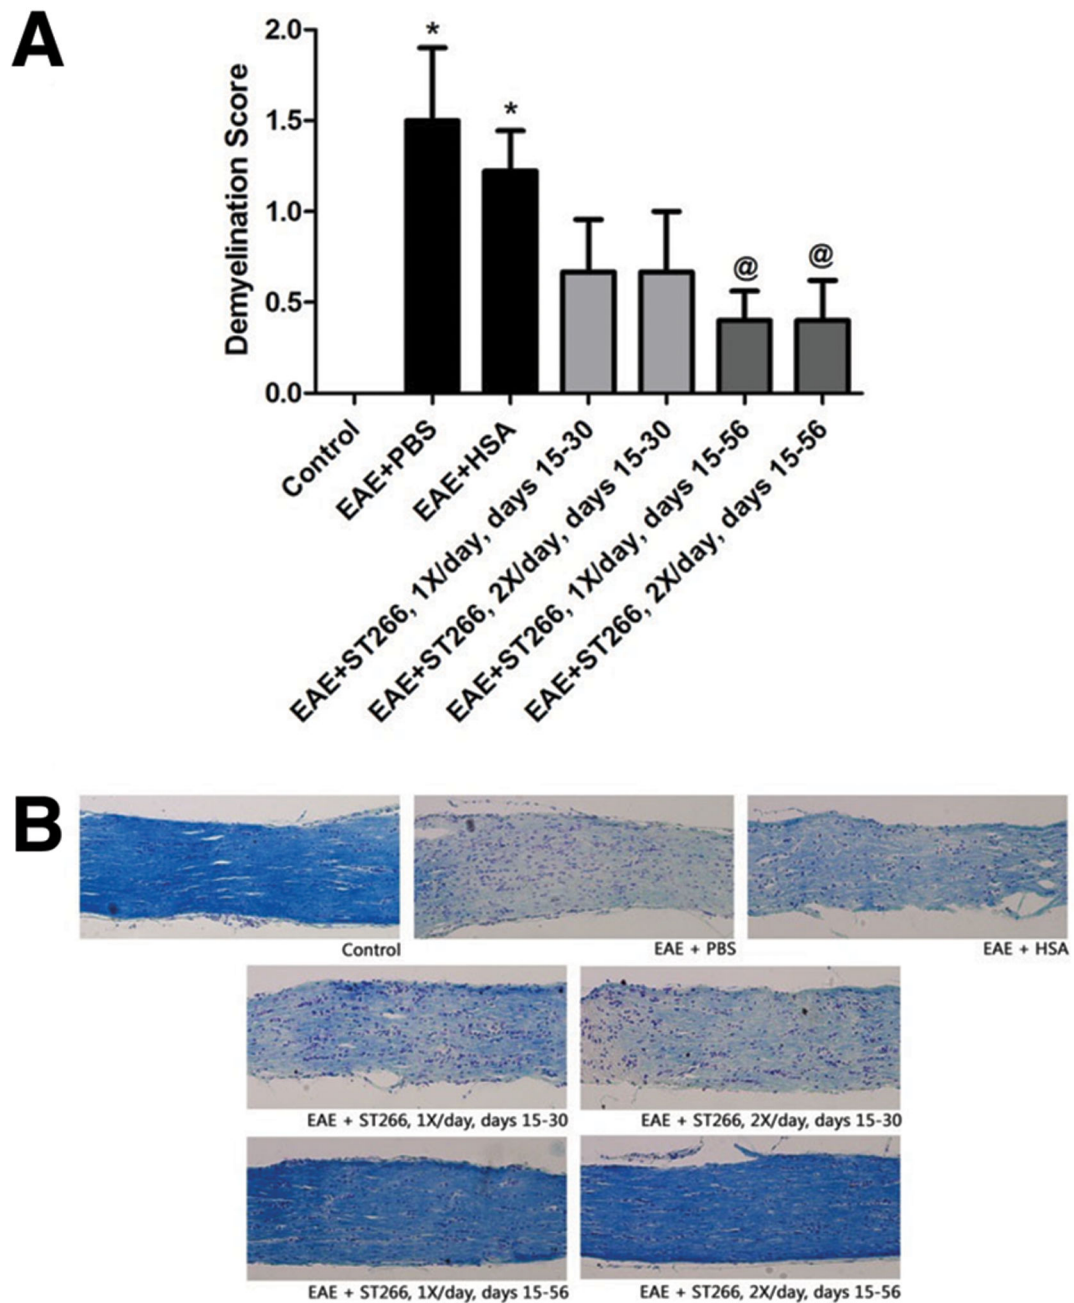 A
Demyelination Score
2.0
1.5
1.0
0.5
0.0
*
*
@
@
Control
EAE+PBS
EAE+HSA
EAE+ST266, 1X/day, days 15-30
EAE+ST266, 2X/day, days 15-30
EAE+ST266, 1X/day, days 15-56
EAE+ST266, 2X/day, days 15-56
B
Control
EAE + PBS
EAE + HSA
EAE + ST266, 1X/day, days 15-30
EAE + ST266, 2X/day, days 15-30
EAE + ST266, 1X/day, days 15-56
EAE + ST266, 2X/day, days 15-56